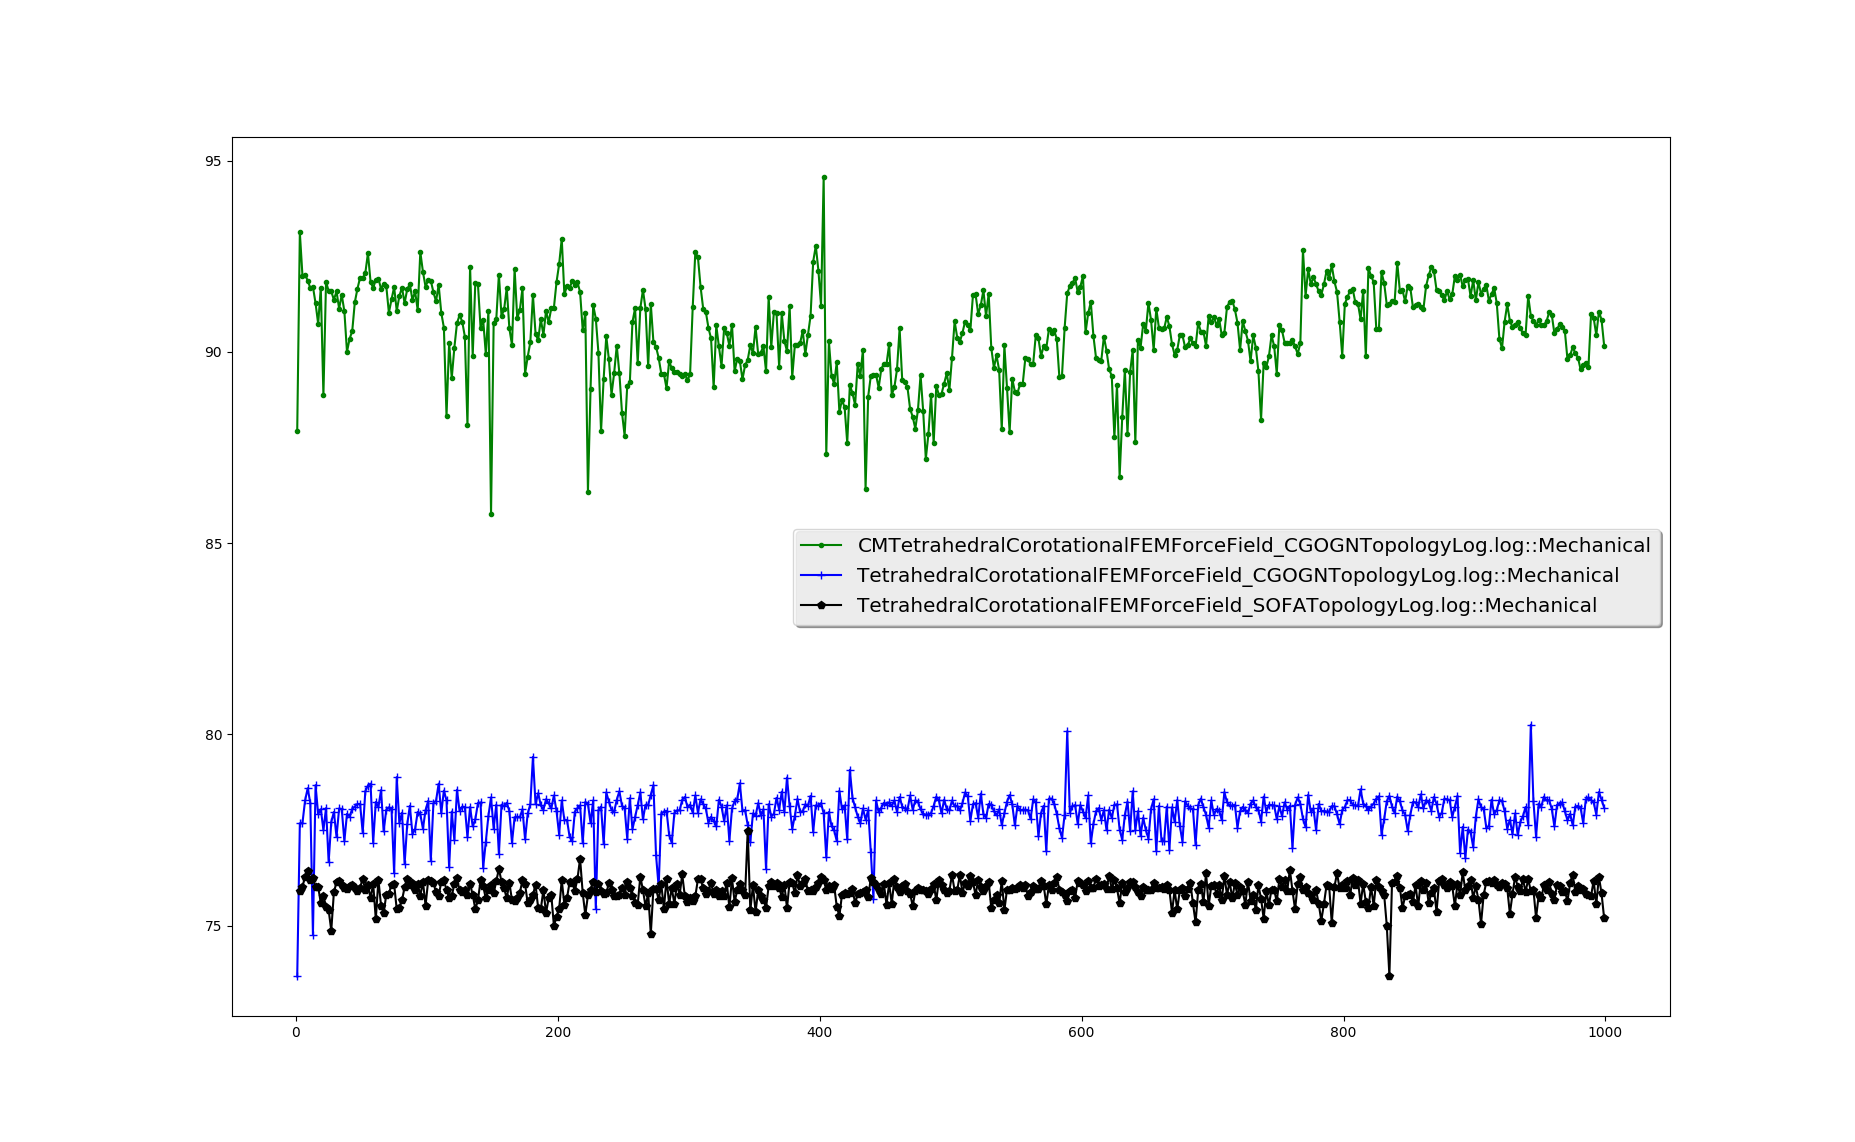 95
90
85
80
75
0 200 400 600 800 1000
CMTetrahedralCorotationalFEMForceField_CGOGNTopologyLog.log::Mechanical
TetrahedralCorotationalFEMForceField_CGOGNTopologyLog.log::Mechanical
TetrahedralCorotationalFEMForceField_SOFATopologyLog.log::Mechanical